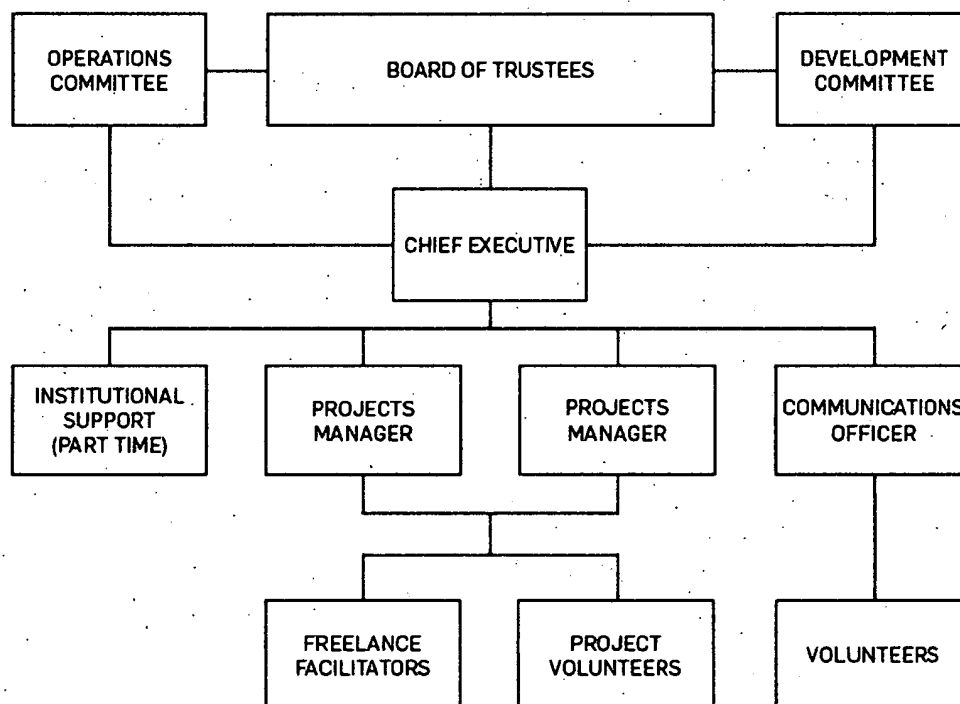 OPERATIONS
COMMITTEE
BOARD OF TRUSTEES
DEVELOPMENT
COMMITTEE
CHIEF EXECUTIVE
INSTITUTIONAL
SUPPORT
(PART TIME)
PROJECTS
MANAGER
PROJECTS
MANAGER
COMMUNICATIONS
OFFICER
FREELANCE
FACILITATORS
PROJECT
VOLUNTEERS
VOLUNTEERS